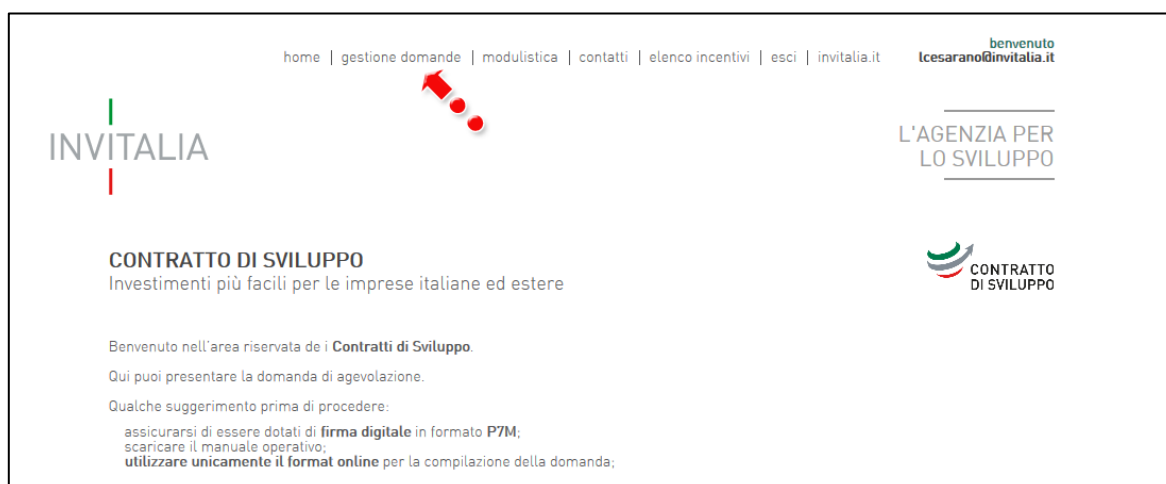 benvenuto
home | gestione domande | modulistica | contatti | elenco incentivi | esci | invitalia.it lcesarano@invitalia.it
INVITALIA
L'AGENZIA PER
LO SVILUPPO
CONTRATTO DI SVILUPPO
Investimenti più facili per le imprese italiane ed estere
CONTRATTO
DI SVILUPPO
Benvenuto nell'area riservata de i Contratti di Sviluppo.
Qui puoi presentare la domanda di agevolazione.
Qualche suggerimento prima di procedere:
assicurarsi di essere dotati di firma digitale in formato P7M;
scaricare il manuale operativo;
utilizzare unicamente il format online per la compilazione della domanda;